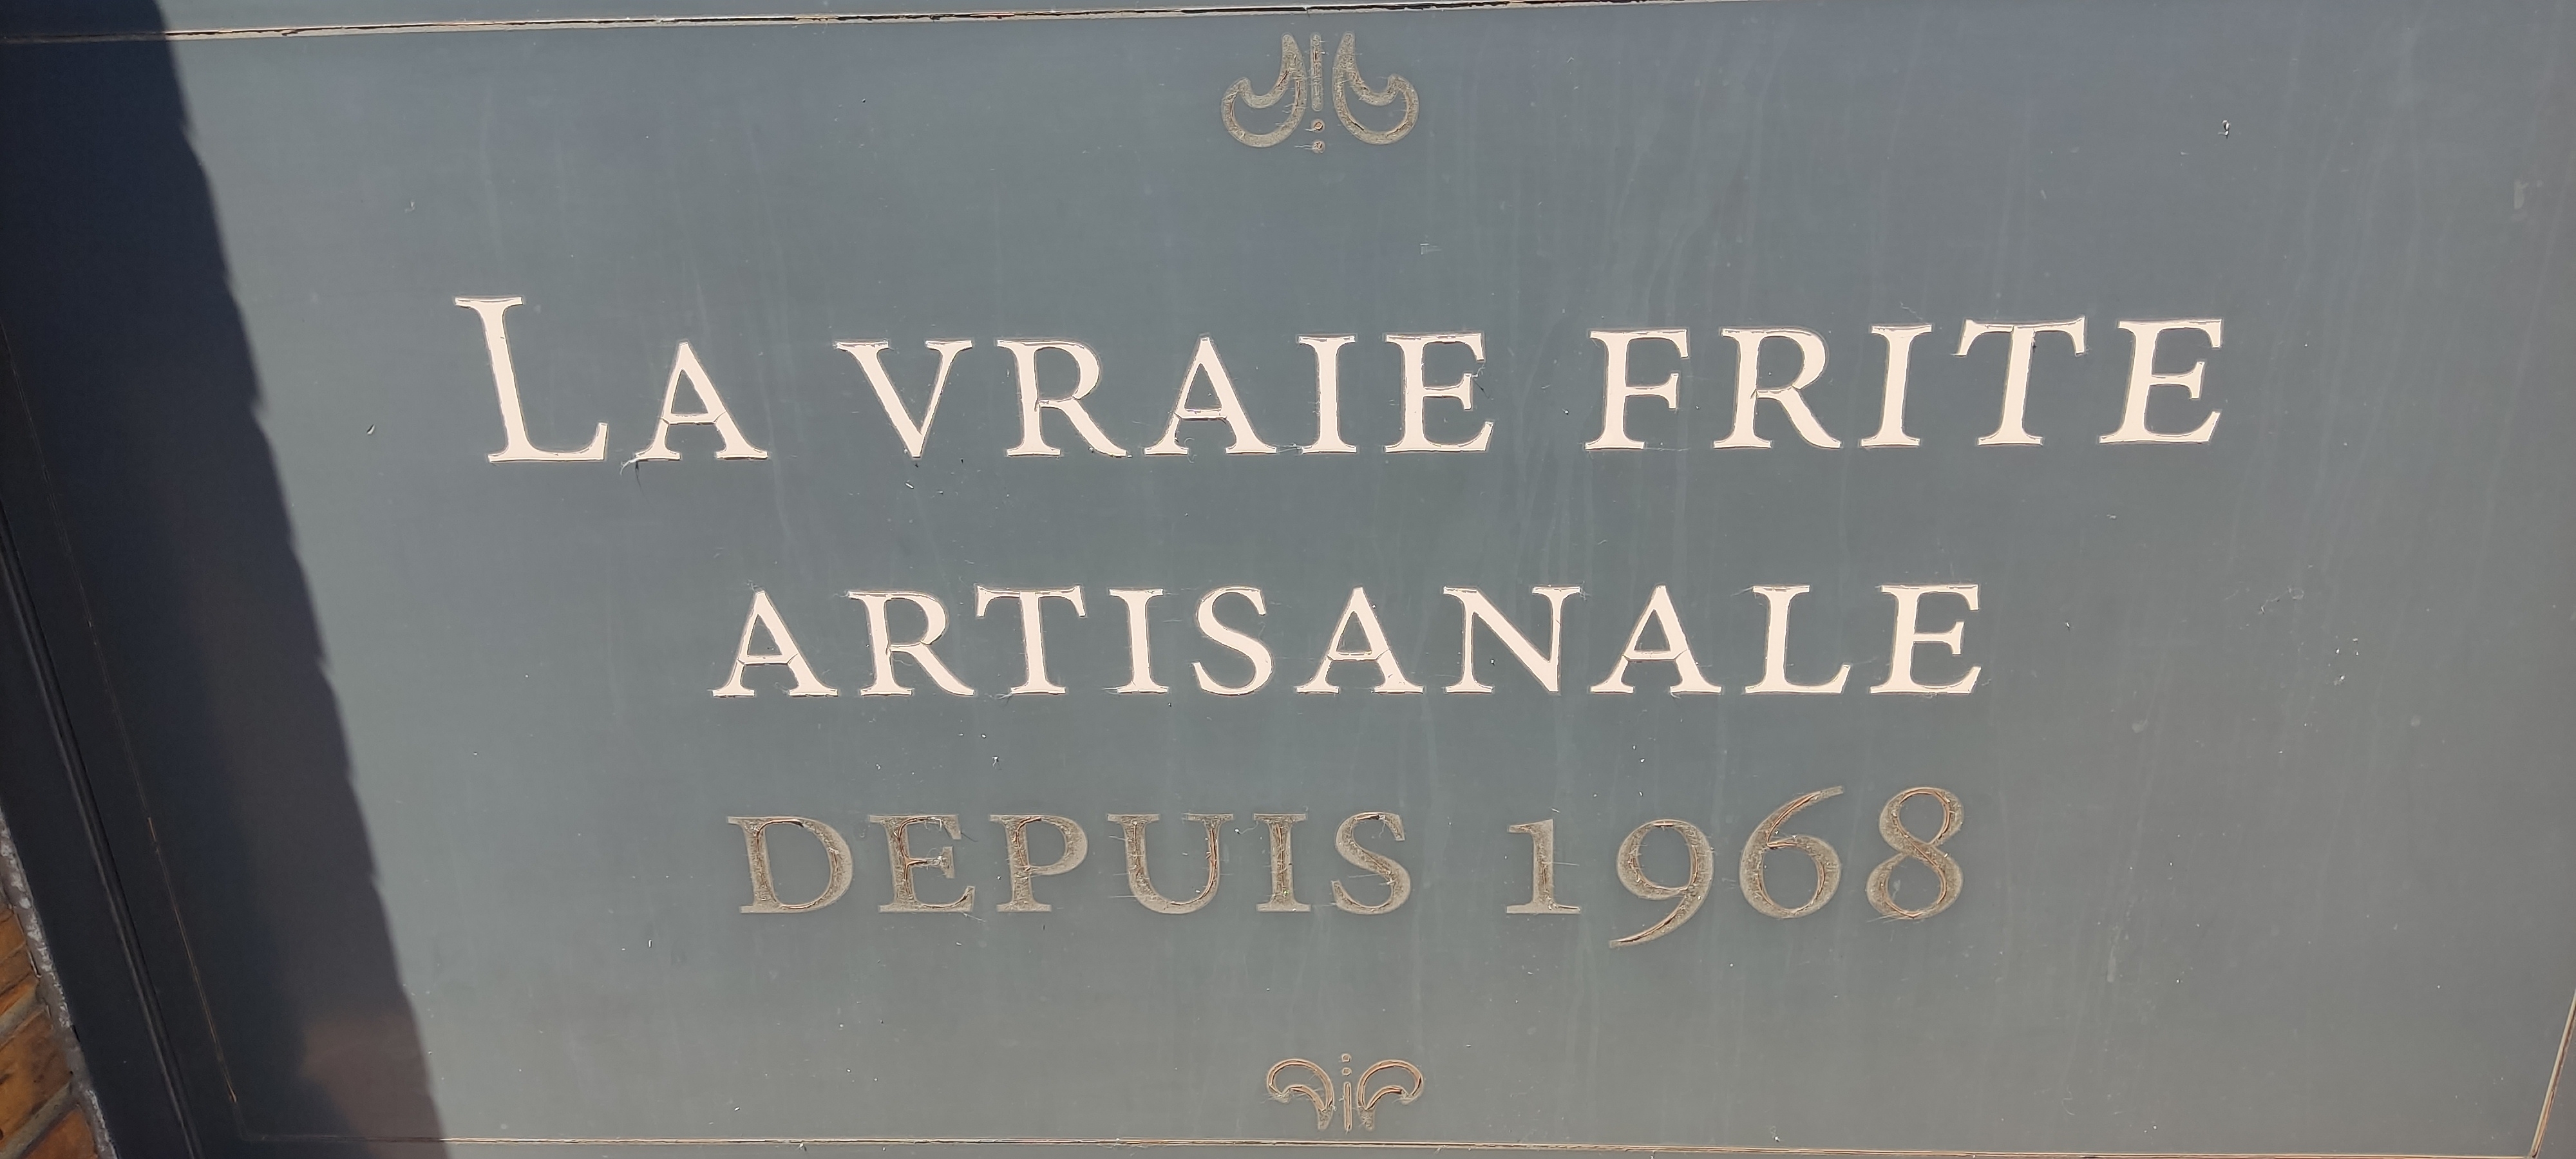 La vraie frite
artisanale
depuis 1968